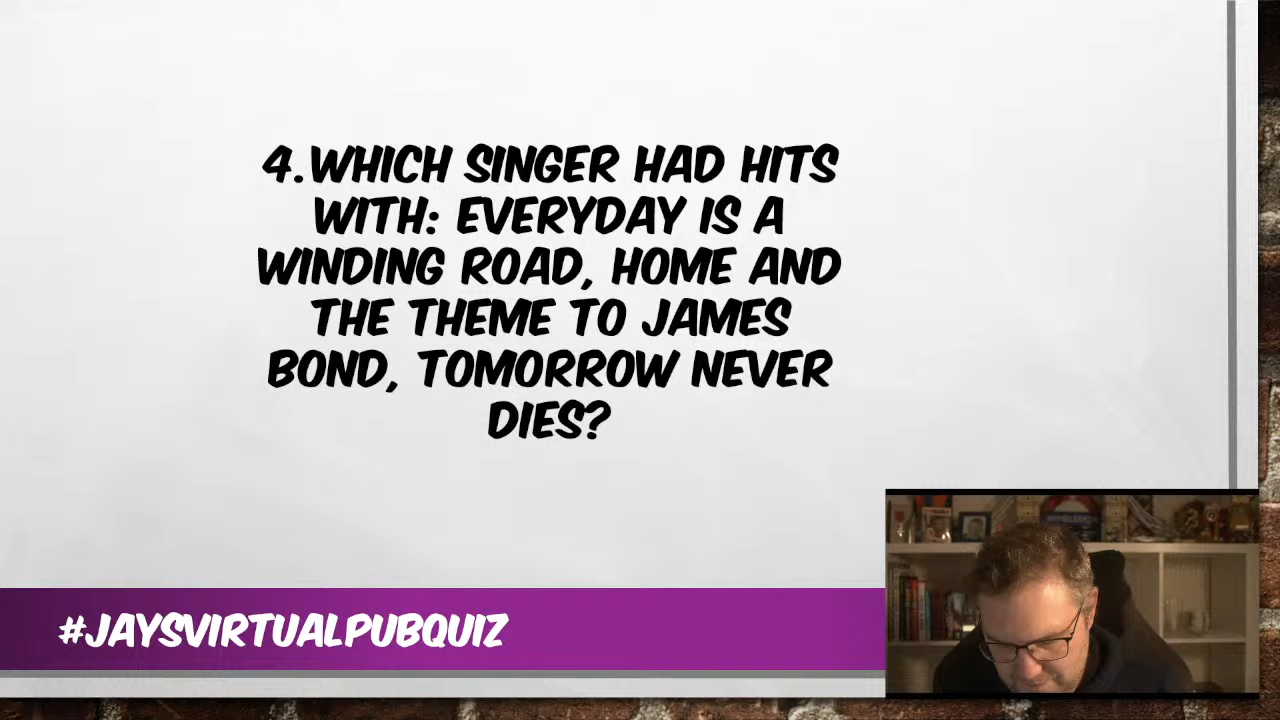 4.WHICH SINGER HAD HITS
WITH: EVERYDAY IS A
WINDING ROAD, HOME AND
THE THEME TO JAMES
BOND, TOMORROW NEVER
DIES?
#JAYSVIRTUALPUBQUIZ